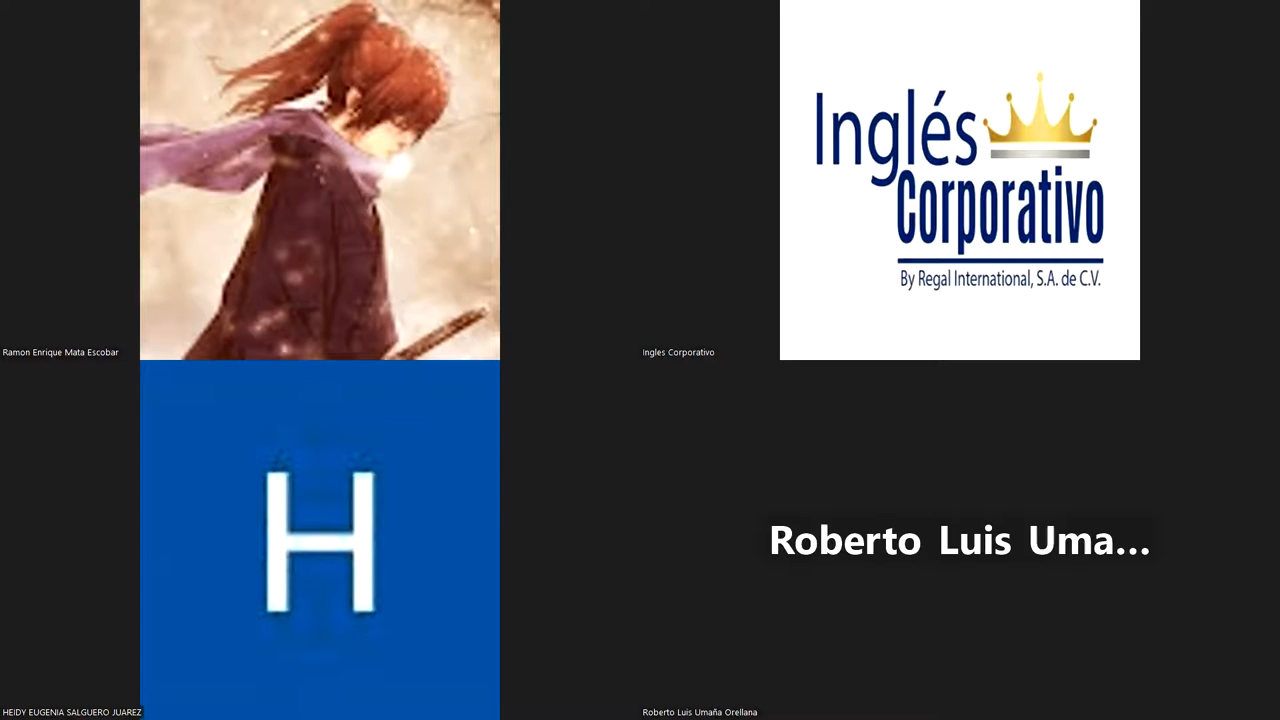 Inglés
Corporativo
By Regal International, S.A. de C.V.
Ramon Enrique Mata Escobar
Ingles Corporativo
H
Roberto Luis Uma...
HEIDY EUGENIA SALGUERO JUAREZ
Roberto Luis Umaña Orellana